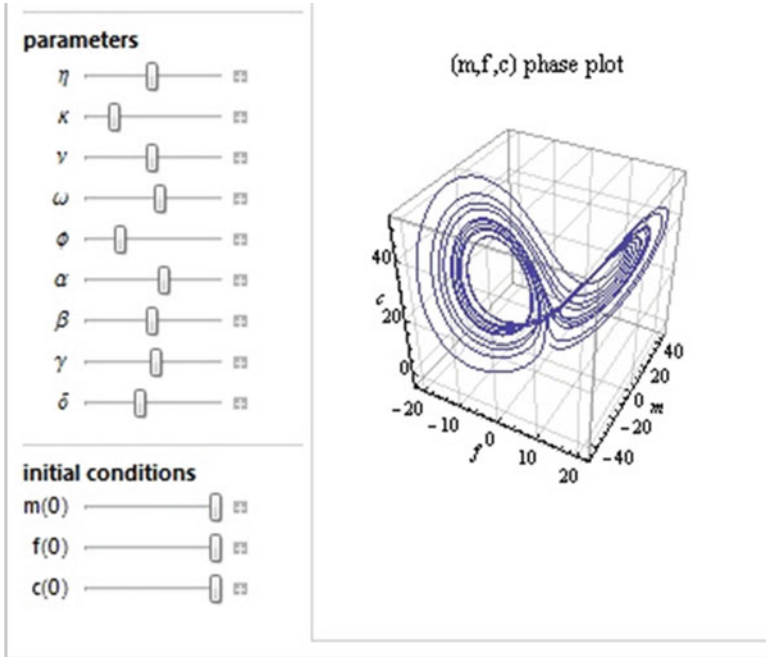 parameters
η
κ
ν
ω
ϕ
α
β
γ
δ
initial conditions
m(0)
f(0)
c(0)
(m,f,c) phase plot
40
c
20
0
-20
-10
0
f
10
20
40
20
0
m
-20
-40